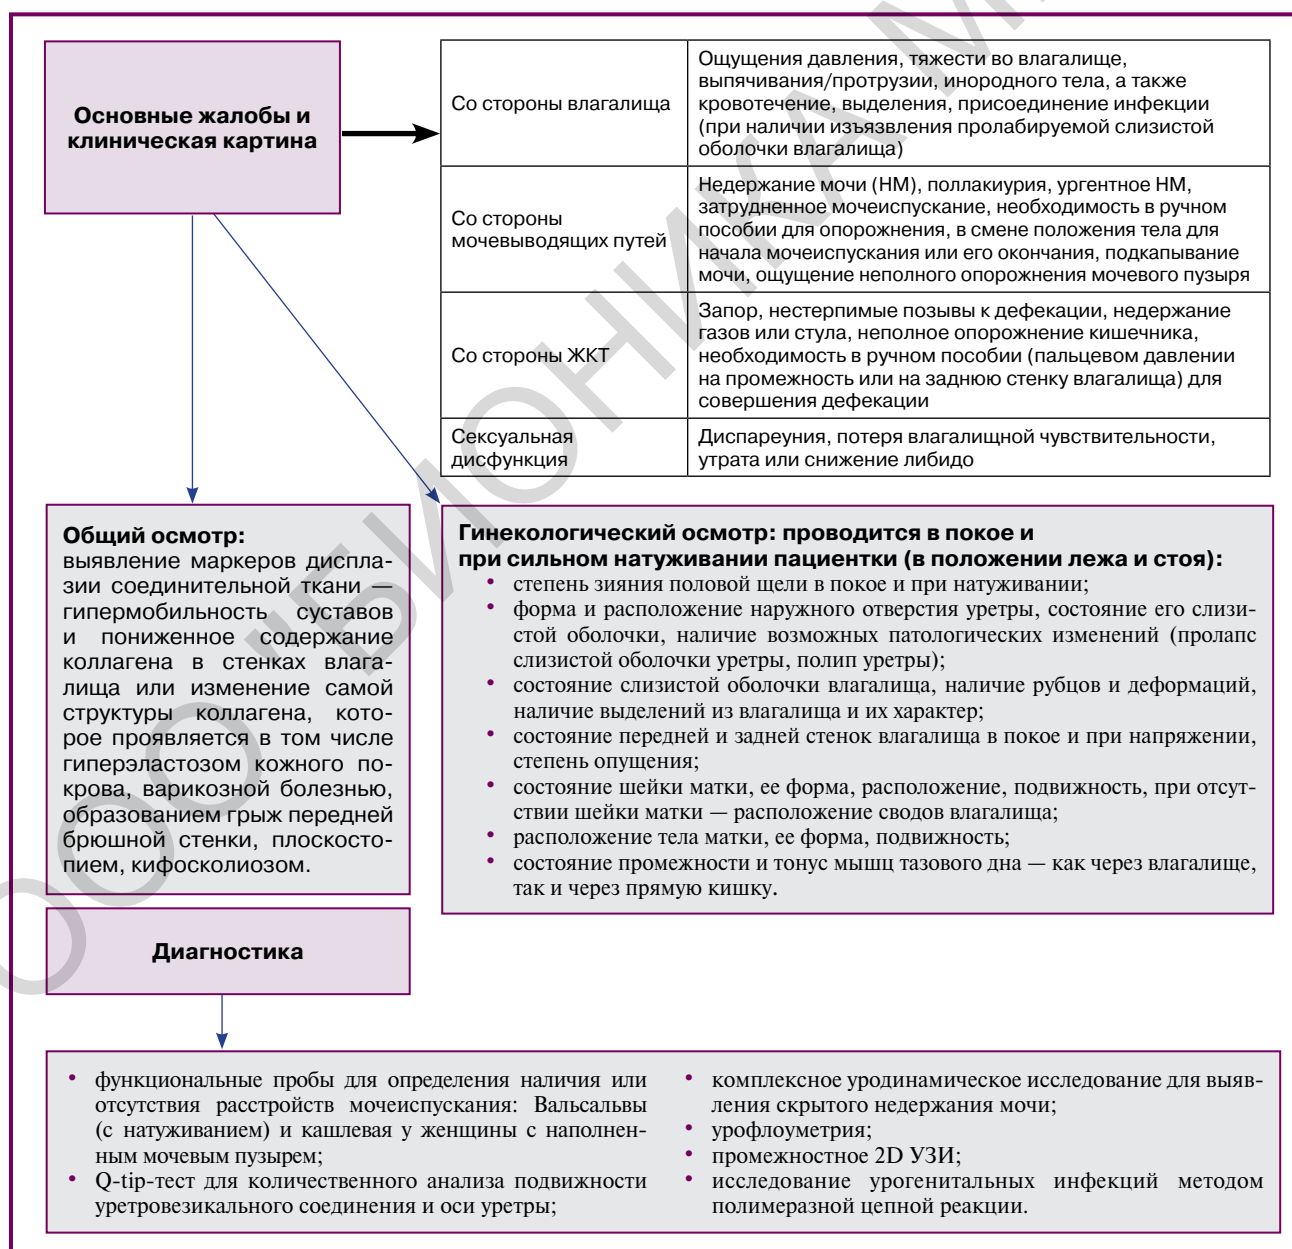 Основные жалобы и
клиническая картина
Со стороны влагалища
Ощущения давления, тяжести во влагалище,
выпячивания/протрузии, инородного тела, а также
кровотечение, выделения, присоединение инфекции
(при наличии изъязвления пролабируемой слизистой
оболочки влагалища)
Со стороны
мочевыводящих путей
Недержание мочи (НМ), поллакиурия, ургентное НМ,
затрудненное мочеиспускание, необходимость в ручном
пособии для опорожнения, в смене положения тела для
начала мочеиспускания или его окончания, подкапывание
мочи, ощущение неполного опорожнения мочевого пузыря
Со стороны ЖКТ
Запор, нестерпимые позывы к дефекации, недержание
газов или стула, неполное опорожнение кишечника,
необходимость в ручном пособии (пальцевом давлении
на промежность или на заднюю стенку влагалища) для
совершения дефекации
Сексуальная
дисфункция
Диспареуния, потеря влагалищной чувствительности,
утрата или снижение либидо
Общий осмотр:
выявление маркеров диспла-
зии соединительной ткани —
гипермобильность суставов
и пониженное содержание
коллагена в стенках влага-
лища или изменение самой
структуры коллагена, кото-
рое проявляется в том числе
гиперэластозом кожного по-
крова, варикозной болезнью,
образованием грыж передней
брюшной стенки, плоскосто-
пием, кифосколиозом.
Гинекологический осмотр: проводится в покое и
при сильном натуживании пациентки (в положении лежа и стоя):
• степень зияния половой щели в покое и при натуживании;
• форма и расположение наружного отверстия уретры, состояние его слизи-
стой оболочки, наличие возможных патологических изменений (пролапс
слизистой оболочки уретры, полип уретры);
• состояние слизистой оболочки влагалища, наличие рубцов и деформаций,
наличие выделений из влагалища и их характер;
• состояние передней и задней стенок влагалища в покое и при напряжении,
степень опущения;
• состояние шейки матки, ее форма, расположение, подвижность, при отсут-
ствии шейки матки — расположение сводов влагалища;
• расположение тела матки, ее форма, подвижность;
• состояние промежности и тонус мышц тазового дна — как через влагалище,
так и через прямую кишку.
Диагностика
• функциональные пробы для определения наличия или
отсутствия расстройств мочеиспускания: Вальсальвы
(с натуживанием) и кашлевая у женщины с наполнен-
ным мочевым пузырем;
• Q-tip-тест для количественного анализа подвижности
уретровезикального соединения и оси уретры;
• комплексное уродинамическое исследование для выяв-
ления скрытого недержания мочи;
• урофлоуметрия;
• промежностное 2D УЗИ;
• исследование урогенитальных инфекций методом
полимеразной цепной реакции.
ООО "БИОНИКА М